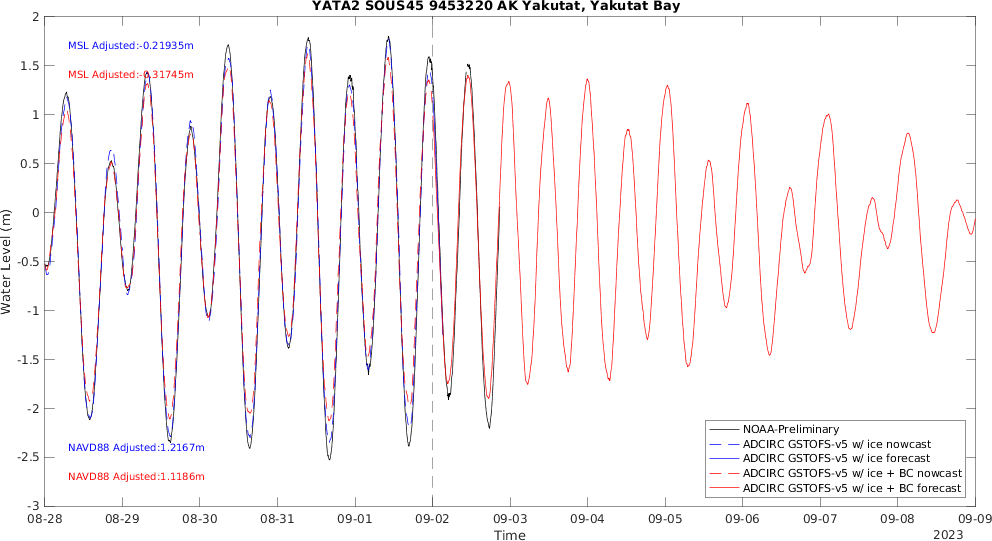 YATA2 SOUS45 9453220 AK Yakutat, Yakutat Bay
2
1.5
1
0.5
0
-0.5
-1
-1.5
-2
-2.5
-3
Water Level (m)
MSL Adjusted:-0.21935m
MSL Adjusted:-0.31745m
NAVD88 Adjusted:1.2167m
NAVD88 Adjusted:1.1186m
NOAA-Preliminary
ADCIRC GSTOFS-v5 w/ ice nowcast
ADCIRC GSTOFS-v5 w/ ice forecast
ADCIRC GSTOFS-v5 w/ ice + BC nowcast
ADCIRC GSTOFS-v5 w/ ice + BC forecast
08-28 08-29 08-30 08-31 09-01 09-02 09-03 09-04 09-05 09-06 09-07 09-08 09-09
Time
2023